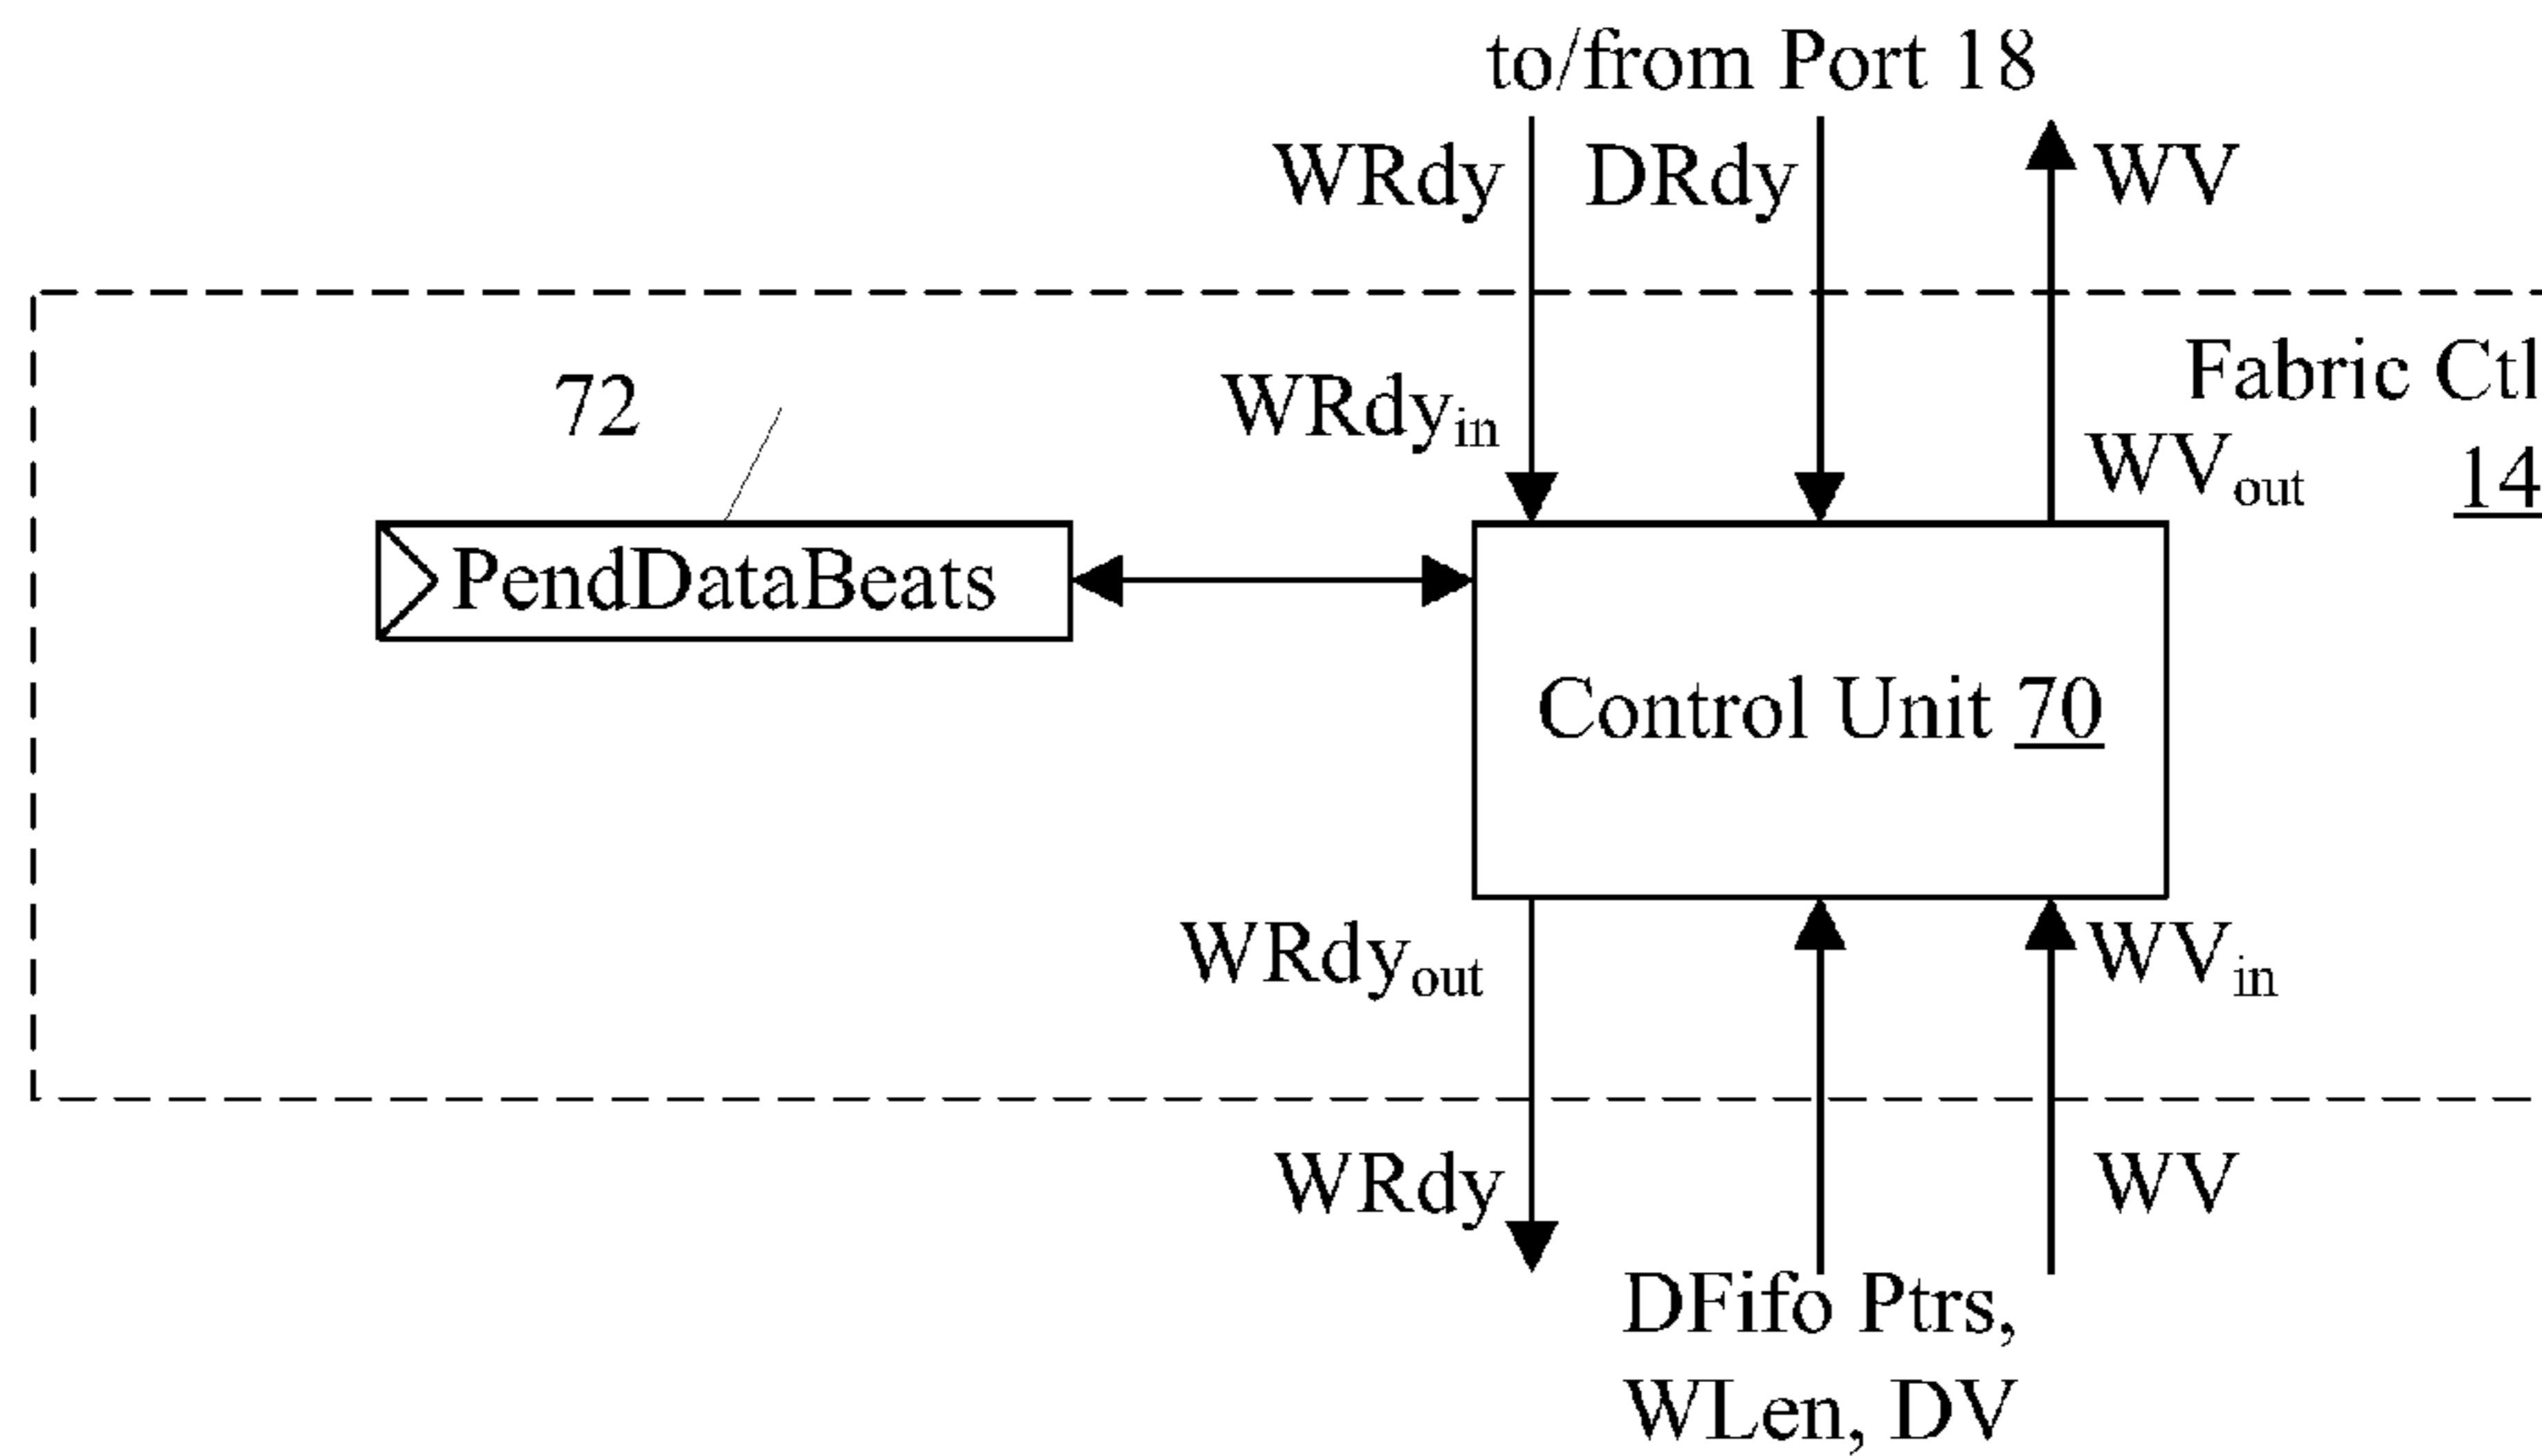 to/from Port 18
WRdy DRdy WV
Fabric Ctl
72 WRdyin
WVout 14
PendDataBeats
Control Unit 70
WRdyout WVin
WRdy WV
DFifo Ptrs,
WLen, DV